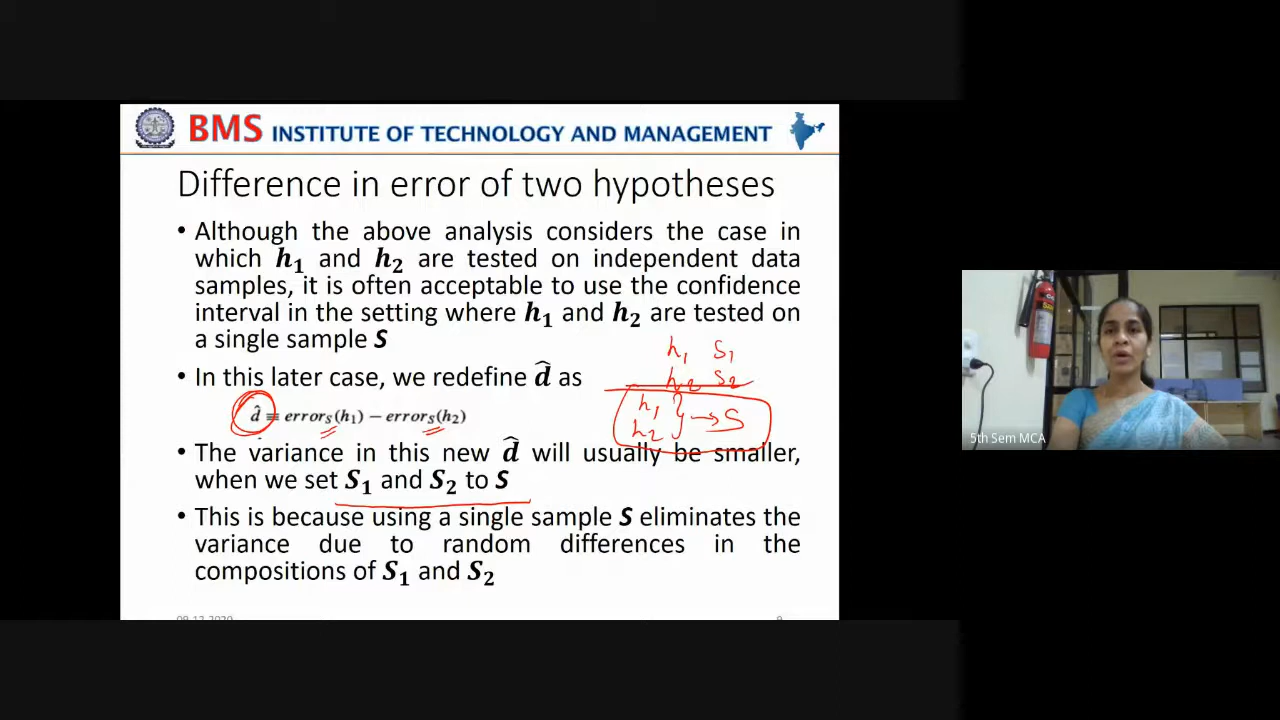 BMS INSTITUTE OF TECHNOLOGY AND MANAGEMENT
Difference in error of two hypotheses
• Although the above analysis considers the case in
which h₁ and h₂ are tested on independent data
samples, it is often acceptable to use the confidence
interval in the setting where h₁ and h₂ are tested on
a single sample S
h₁ S₁
• In this later case, we redefine d̂ as
h₂ S₂
d̂ ≡ errorₛ(h₁) − errorₛ(h₂)
h₁
h₂ } → S
• The variance in this new d̂ will usually be smaller,
when we set S₁ and S₂ to S
• This is because using a single sample S eliminates the
variance due to random differences in the
compositions of S₁ and S₂
5th Sem MCA